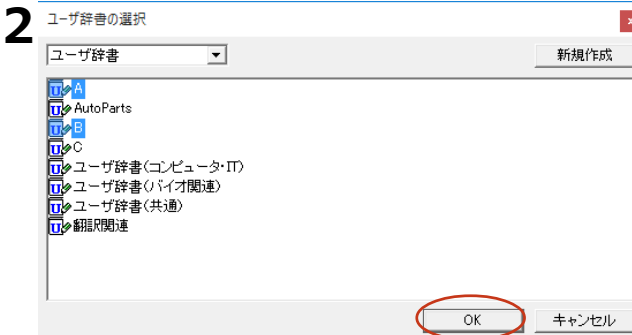 2
ユーザ辞書の選択
ユーザ辞書 新規作成
A
AutoParts
B
C
ユーザ辞書(コンピュータ・IT)
ユーザ辞書(バイオ関連)
ユーザ辞書(共通)
翻訳関連
OK キャンセル